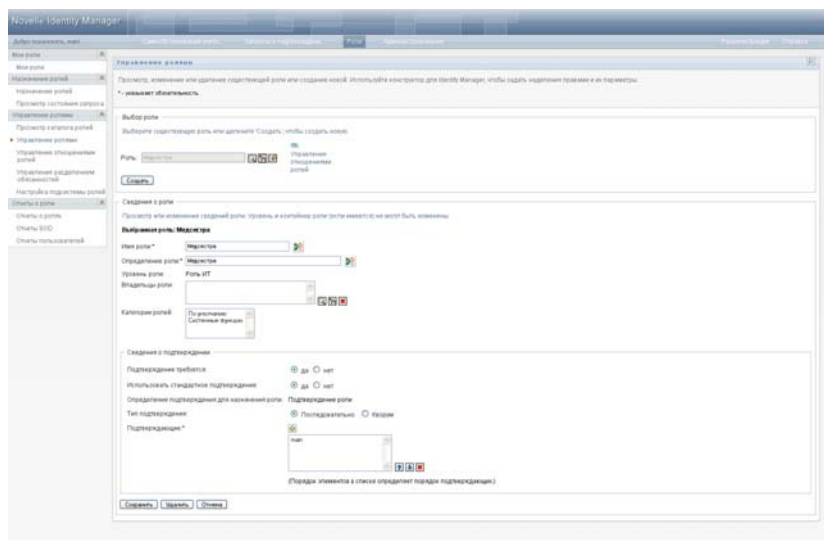 Novell® Identity Manager
Добро пожаловать, main
Роли
Мои роли
Мои роли
Назначение ролей
Назначение ролей
Просмотр состояния запроса
Управление ролями
Просмотр каталога ролей
Управление ролями
Управление отношениями
ролей
Управление разделением
обязанностей
Настройка подсистемы ролей
Отчеты о ролях
Отчеты о ролях
Отчеты SOD
Отчеты пользователей
Управление ролями
Просмотр, изменение или удаление существующей роли или создание новой. Используйте конструктор для Identity Manager, чтобы задать наделения правами и их параметры.
* - указывает обязательность.
Выбор роли
Выберите существующую роль или щелкните 'Создать', чтобы создать новую.
Роль: Медсестра
Управление
отношениями
ролей
Создать
Сведения о роли
Просмотр или изменение сведений роли. Уровень и контейнер роли (если имеется) не могут быть изменены.
Выбранная роль: Медсестра
Имя роли:* Медсестра
Определение роли:* Медсестра
Уровень роли: Роль ИТ
Владельцы роли:
Категории ролей: По умолчанию
Системные функции
Сведения о подтверждении
Подтверждение требуется: да нет
Использовать стандартное подтверждение: да нет
Определение подтверждения для назначения роли: Подтверждение роли
Тип подтверждения: Последовательно Кворум
Подтверждающие:*
main
(Порядок элементов в списке определяет порядок подтверждающих.)
Сохранить Удалить Отмена